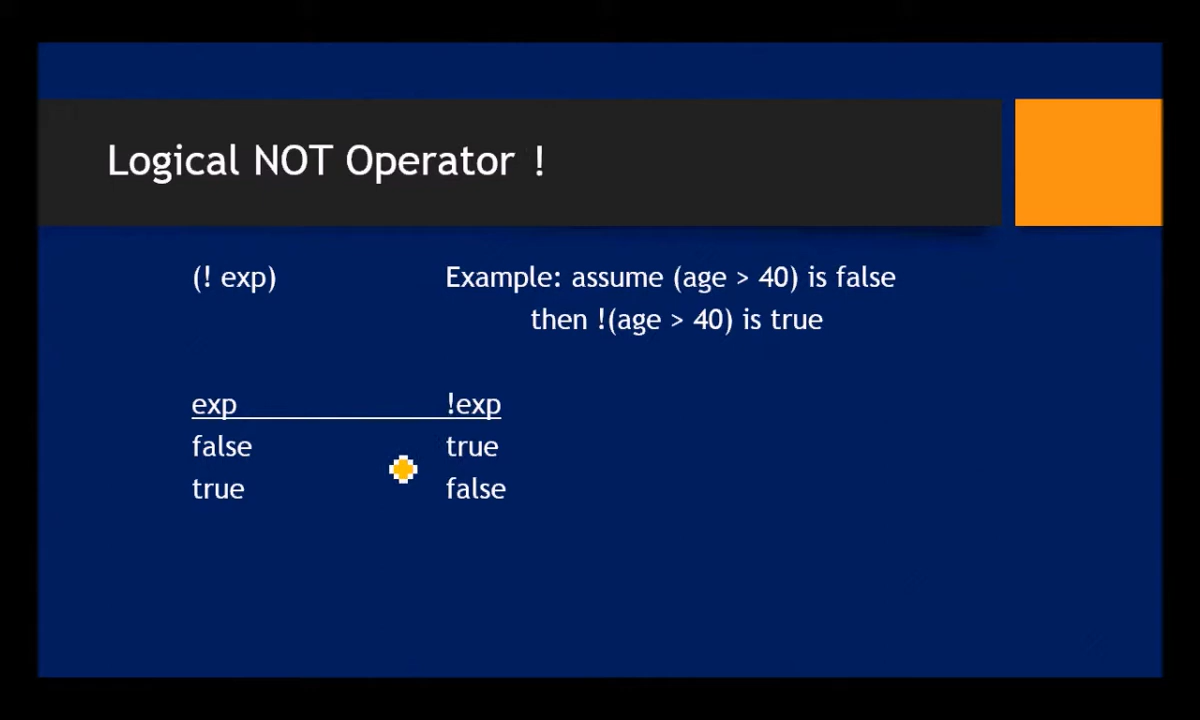 Logical NOT Operator !
(! exp) Example: assume (age > 40) is false
then !(age > 40) is true
exp !exp
false true
true false